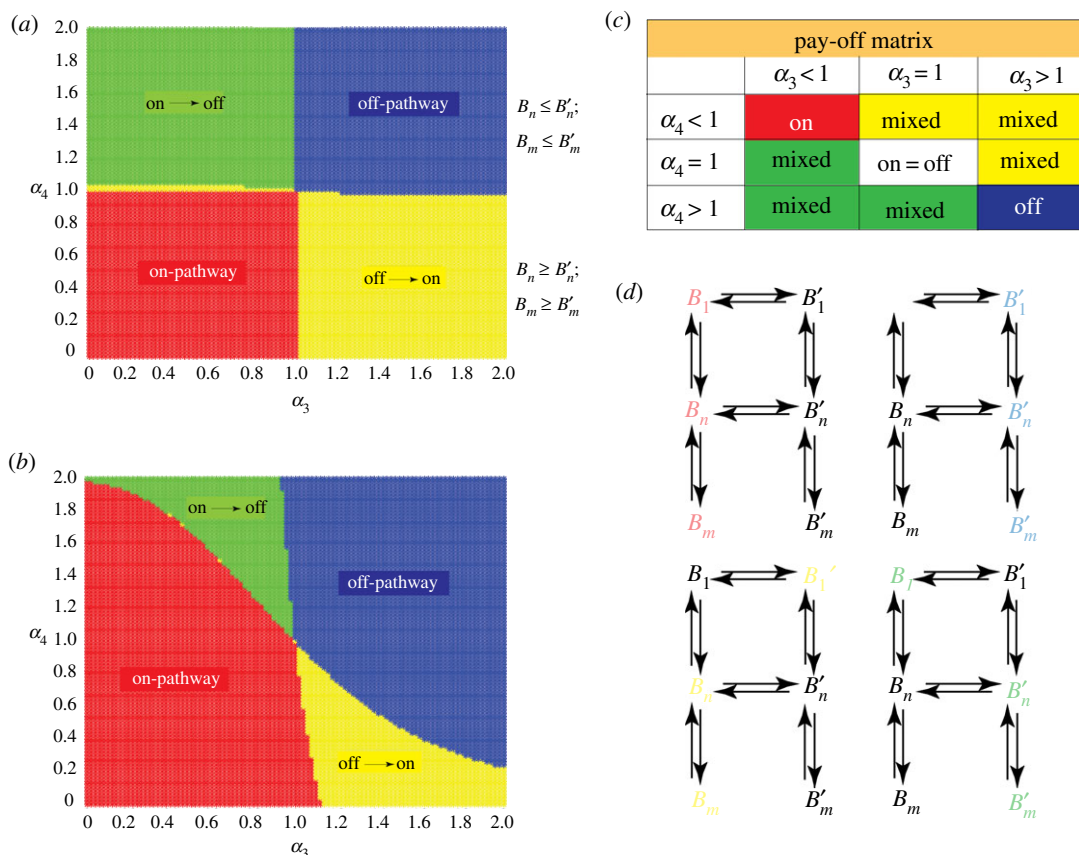 (a)
2.0
1.8
1.6
1.4
1.2
1.0
0.8
0.6
0.4
0.2
0
α4
on → off
off-pathway
on-pathway
off → on
0 0.2 0.4 0.6 0.8 1.0 1.2 1.4 1.6 1.8 2.0
α3
Bn ≤ B′n;
Bm ≤ B′m
Bn ≥ B′n;
Bm ≥ B′m
(b)
2.0
1.8
1.6
1.4
1.2
1.0
0.8
0.6
0.4
0.2
0
α4
on → off
off-pathway
on-pathway
off → on
0 0.2 0.4 0.6 0.8 1.0 1.2 1.4 1.6 1.8 2.0
α3
(c)
pay-off matrix
α3 < 1 α3 = 1 α3 > 1
α4 < 1 on mixed mixed
α4 = 1 mixed on = off mixed
α4 > 1 mixed mixed off
(d)
B1 B′1 B′1
Bn B′n Bn B′n
Bm B′m Bm B′m
B1 B1′ B1 B′1
Bn B′n Bn B′n
Bm B′m Bm B′m